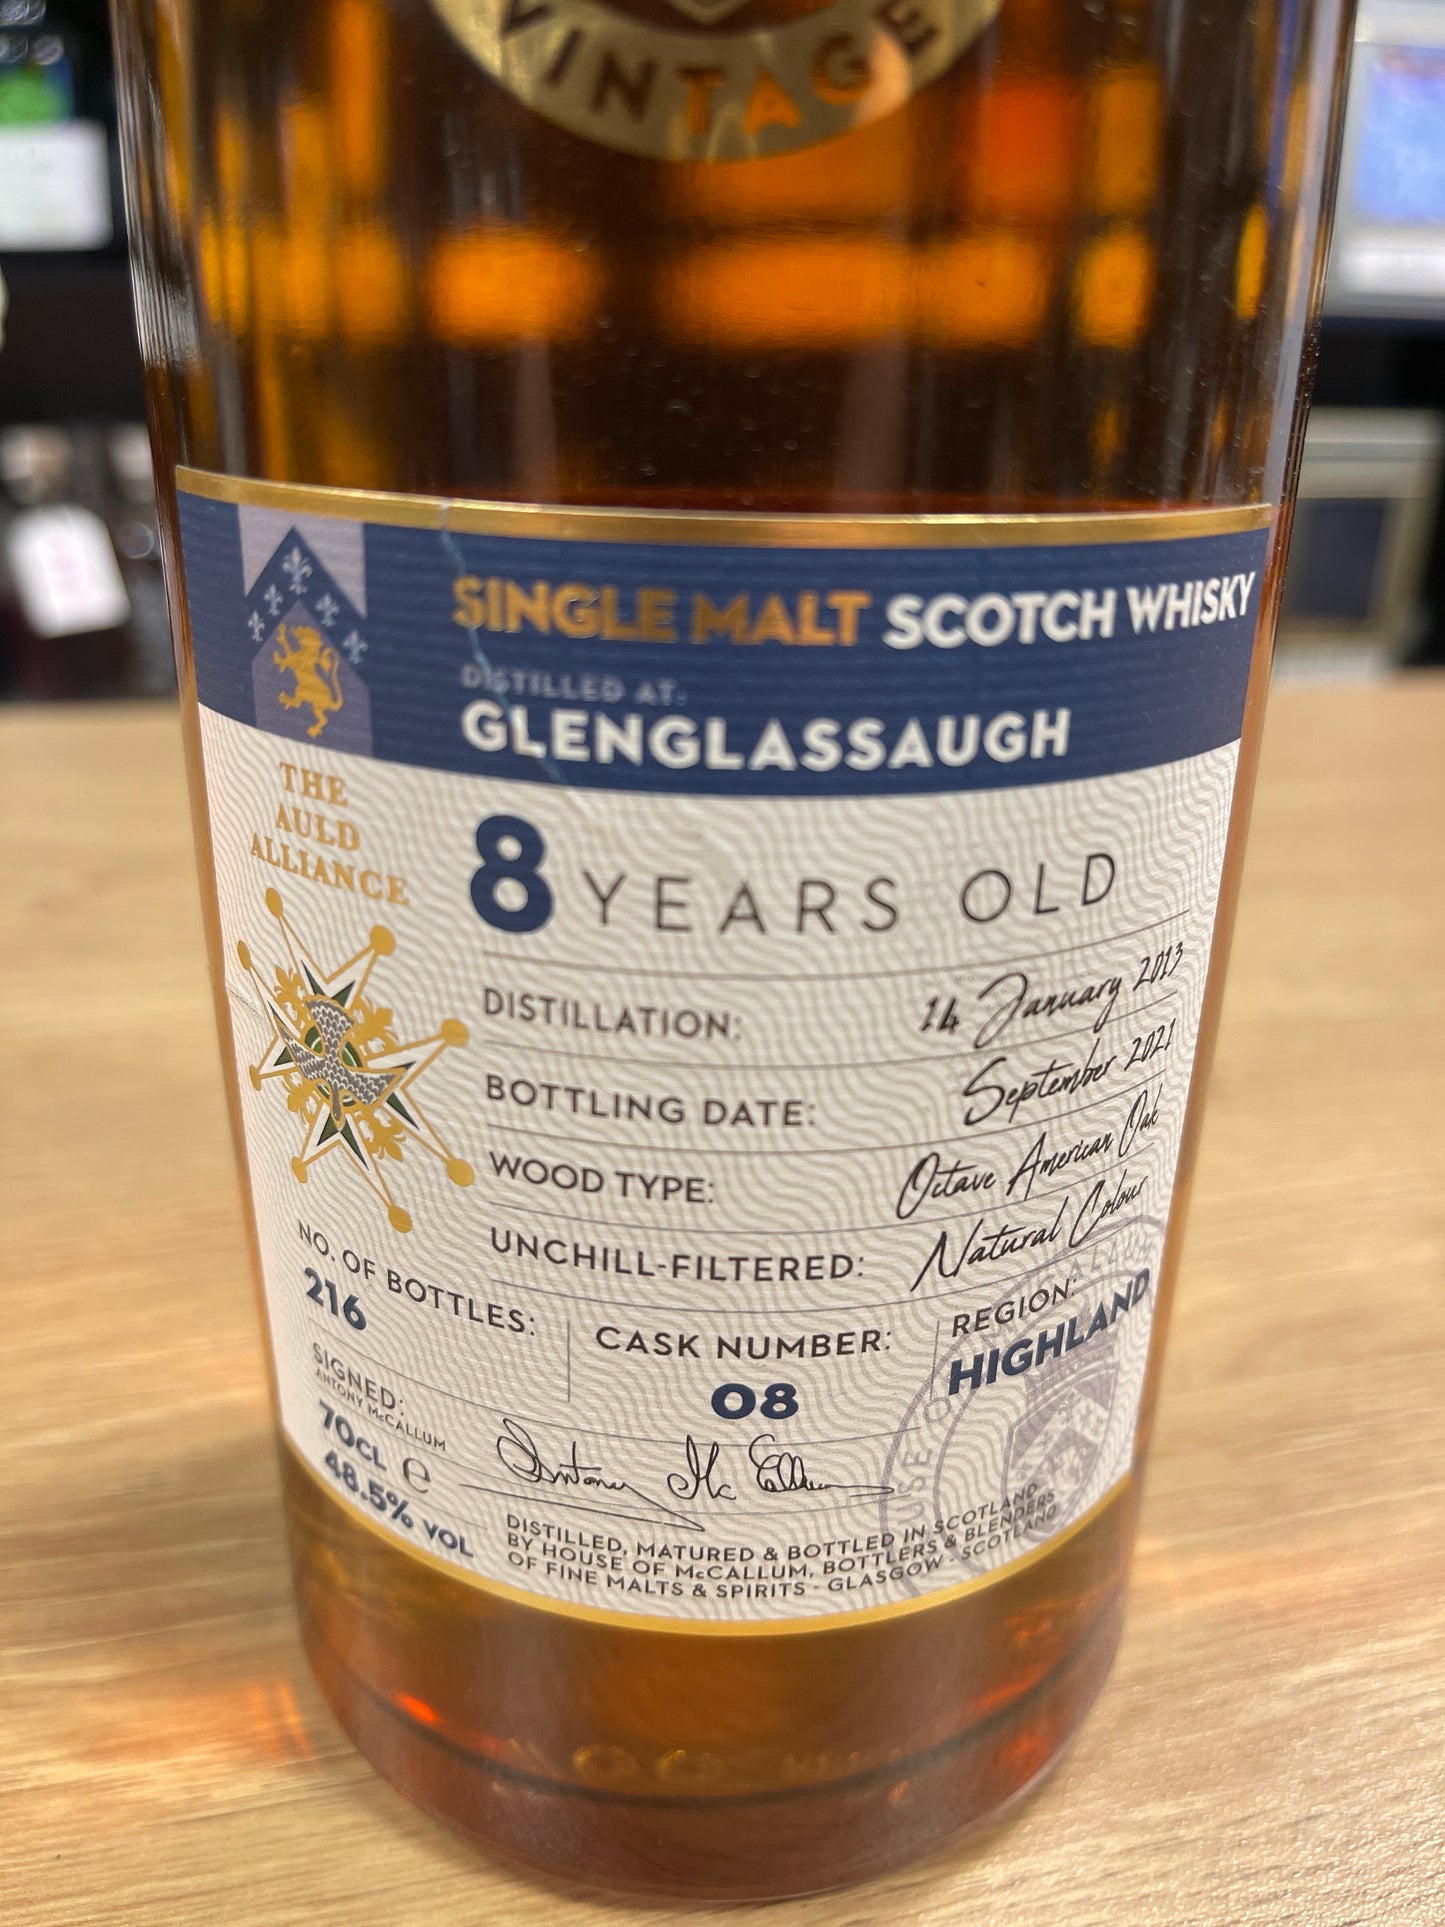 VINTAGE
SINGLE MALT SCOTCH WHISKY
DISTILLED AT:
GLENGLASSAUGH
THE
AULD
ALLIANCE
8 YEARS OLD
DISTILLATION: 14 January 2013
BOTTLING DATE: September 2021
WOOD TYPE: Octave American Oak
UNCHILL-FILTERED: Natural Colour
NO. OF BOTTLES:
216
CASK NUMBER:
08
REGION:
HIGHLAND
SIGNED:
ANTONY McCALLUM
Antony Mc Callum
70CL e
48.5% VOL
DISTILLED, MATURED & BOTTLED IN SCOTLAND
BY HOUSE OF McCALLUM, BOTTLERS & BLENDERS
OF FINE MALTS & SPIRITS - GLASGOW - SCOTLAND